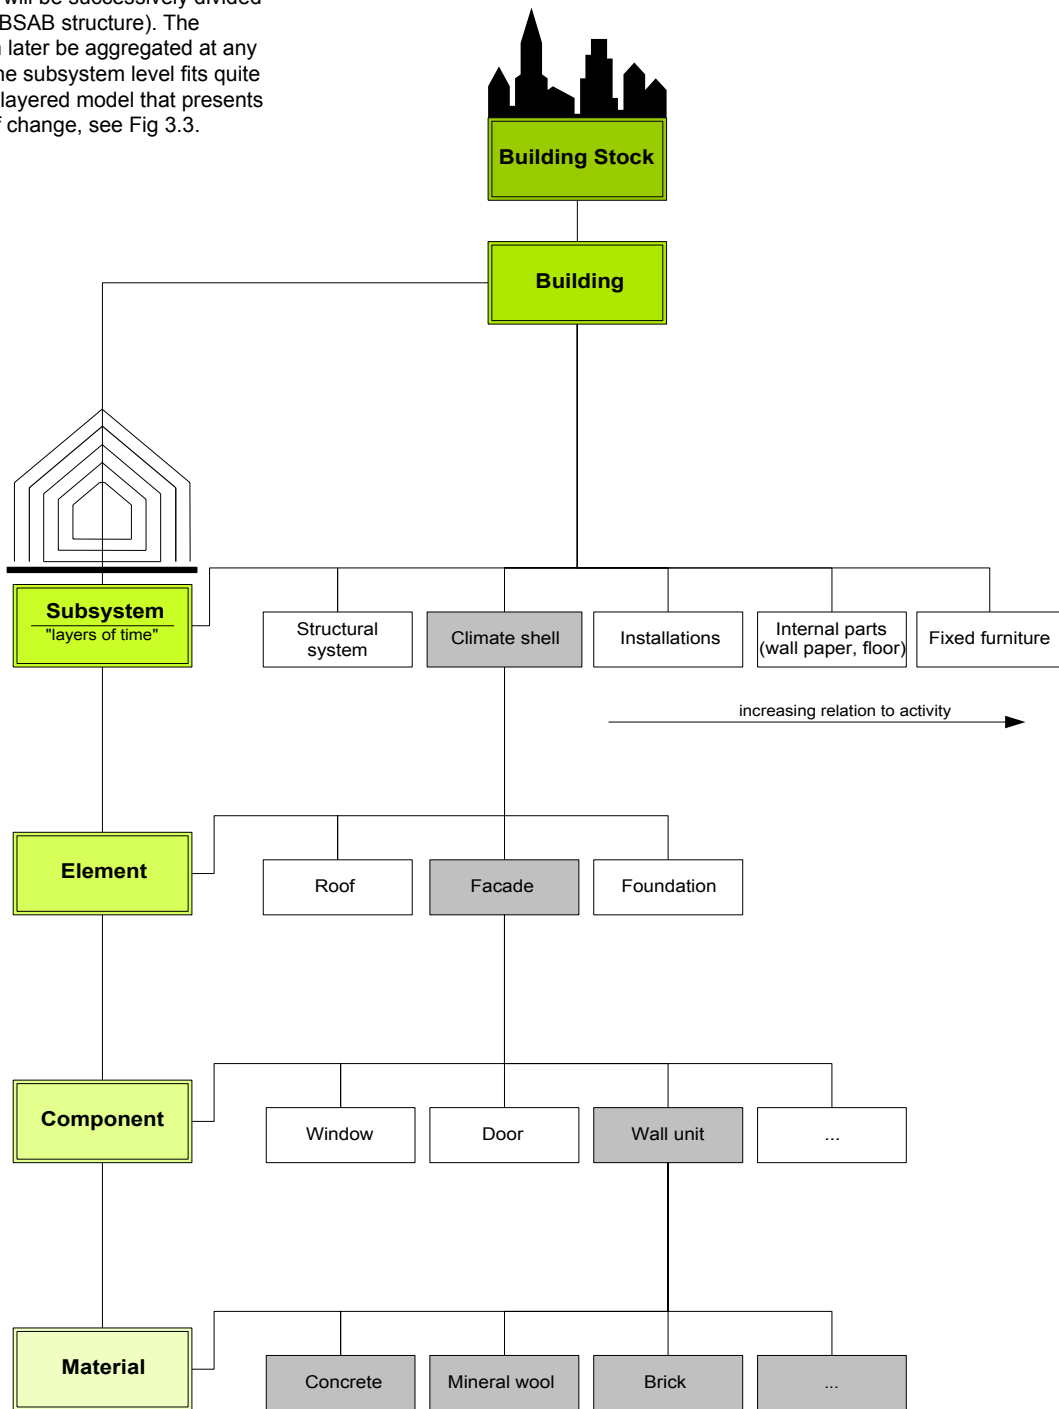 will be successively divided
BSAB structure). The
later be aggregated at any
he subsystem level fits quite
layered model that presents
f change, see Fig 3.3.
Building Stock
Building
Subsystem
"layers of time"
Structural
system
Climate shell
Installations
Internal parts
(wall paper, floor)
Fixed furniture
increasing relation to activity
Element
Roof
Facade
Foundation
Component
Window
Door
Wall unit
...
Material
Concrete
Mineral wool
Brick
...